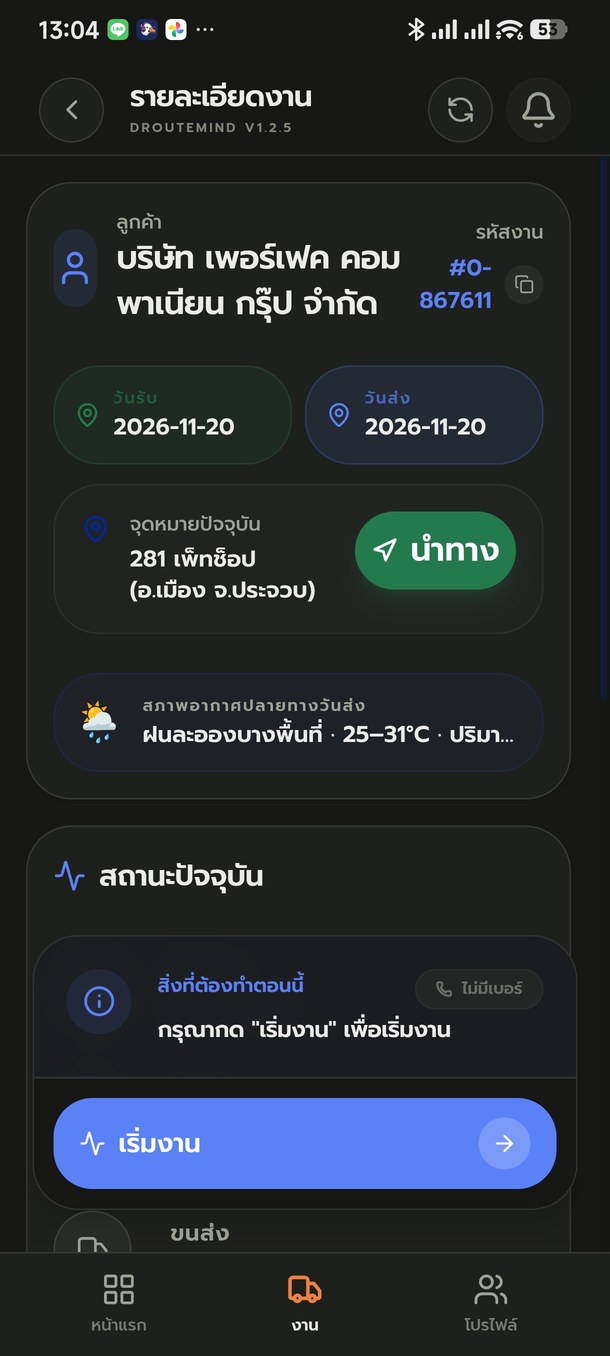 13:04
53
รายละเอียดงาน
DROUTEMIND V1.2.5
ลูกค้า
บริษัท เพอร์เฟค คอม
พาเนียน กรุ๊ป จำกัด
รหัสงาน
#0-
867611
วันรับ
2026-11-20
วันส่ง
2026-11-20
จุดหมายปัจจุบัน
281 เพ็ทช็อป
(อ.เมือง จ.ประจวบ)
นำทาง
สภาพอากาศปลายทางวันส่ง
ฝนละอองบางพื้นที่ · 25–31°C · ปริมา...
สถานะปัจจุบัน
สิ่งที่ต้องทำตอนนี้
ไม่มีเบอร์
กรุณากด "เริ่มงาน" เพื่อเริ่มงาน
เริ่มงาน
ขนส่ง
หน้าแรก
งาน
โปรไฟล์